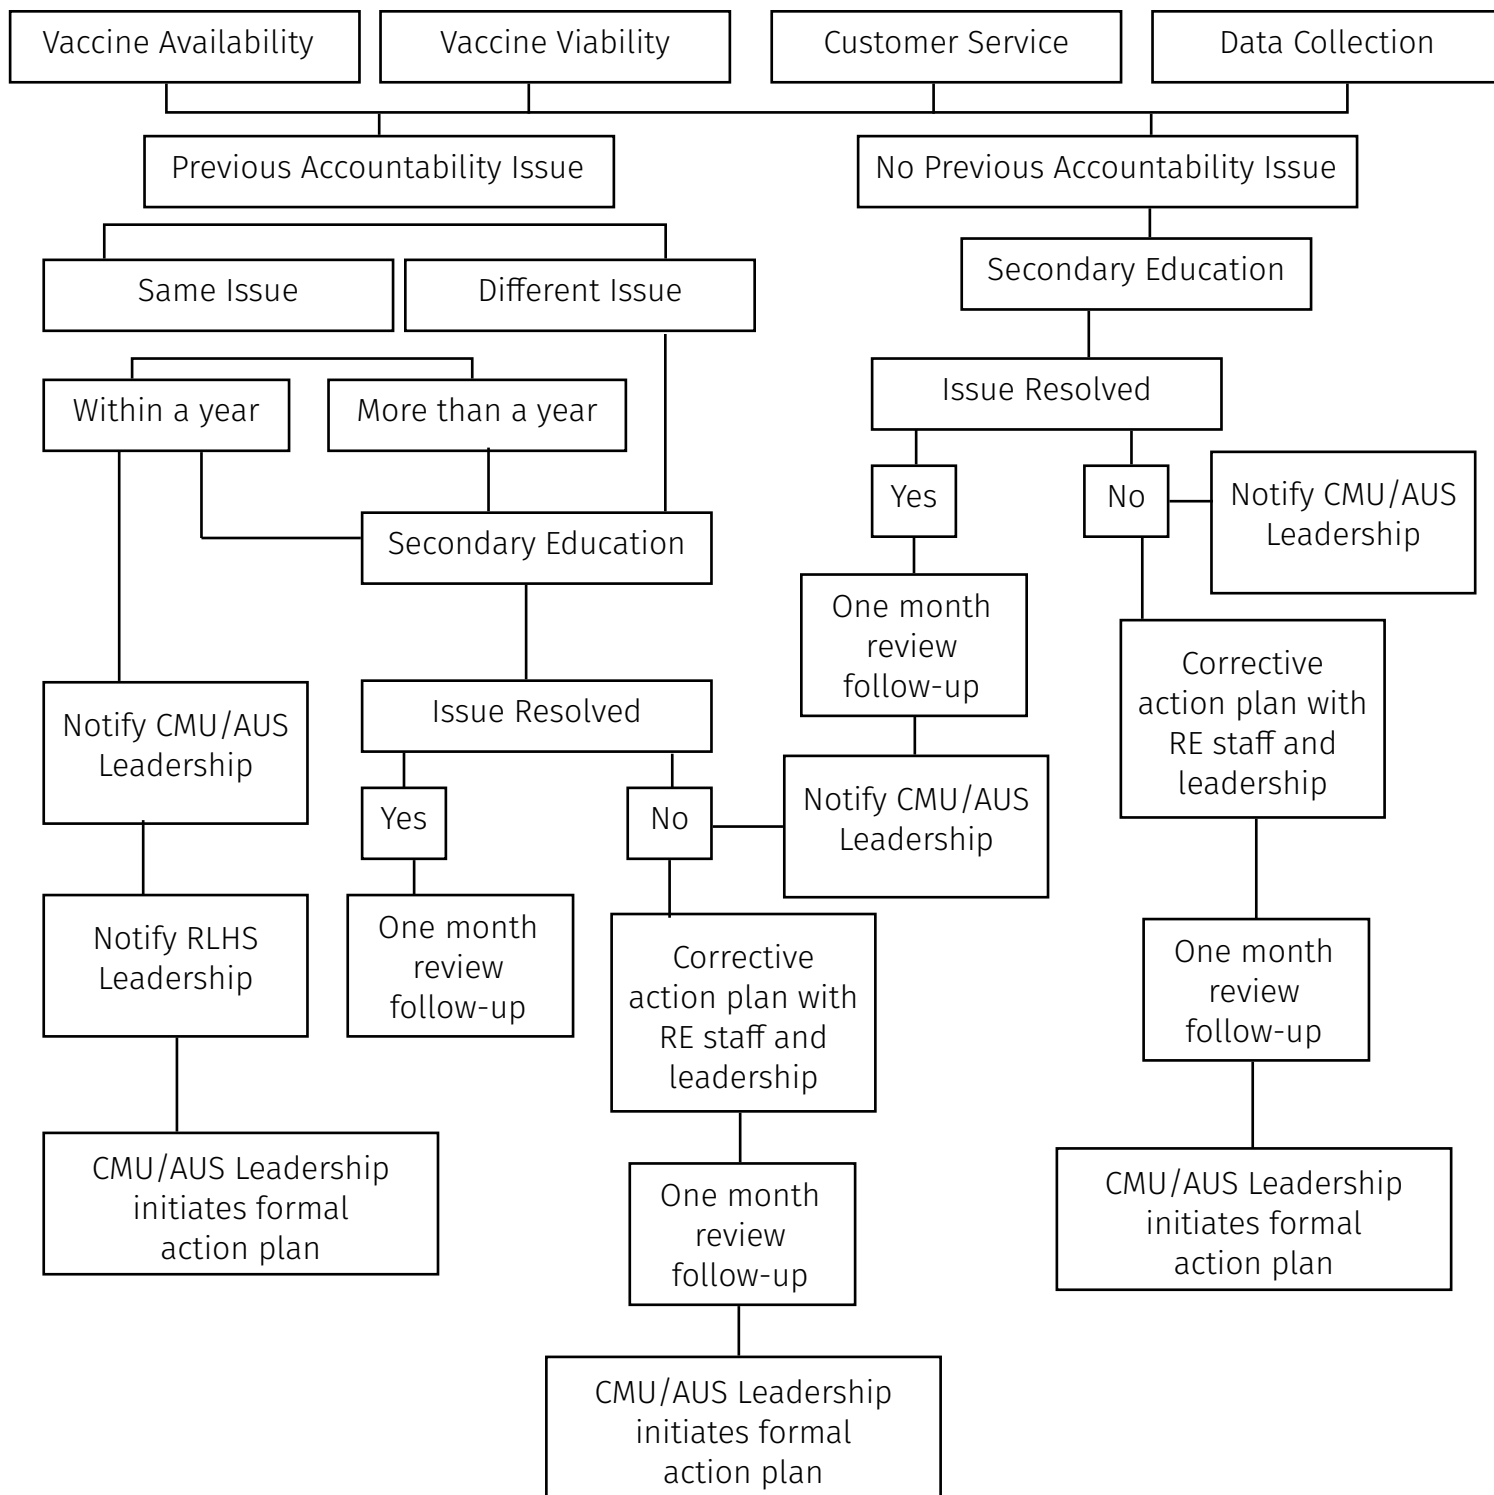 Vaccine Availability
Vaccine Viability
Customer Service
Data Collection
Previous Accountability Issue
No Previous Accountability Issue
Same Issue
Different Issue
Secondary Education
Within a year
More than a year
Issue Resolved
Secondary Education
Yes
No
Notify CMU/AUS
Leadership
One month
review
follow-up
Corrective
action plan with
RE staff and
leadership
Notify CMU/AUS
Leadership
Issue Resolved
Yes
No
Notify CMU/AUS
Leadership
Notify RLHS
Leadership
One month
review
follow-up
Corrective
action plan with
RE staff and
leadership
One month
review
follow-up
CMU/AUS Leadership
initiates formal
action plan
One month
review
follow-up
CMU/AUS Leadership
initiates formal
action plan
CMU/AUS Leadership
initiates formal
action plan